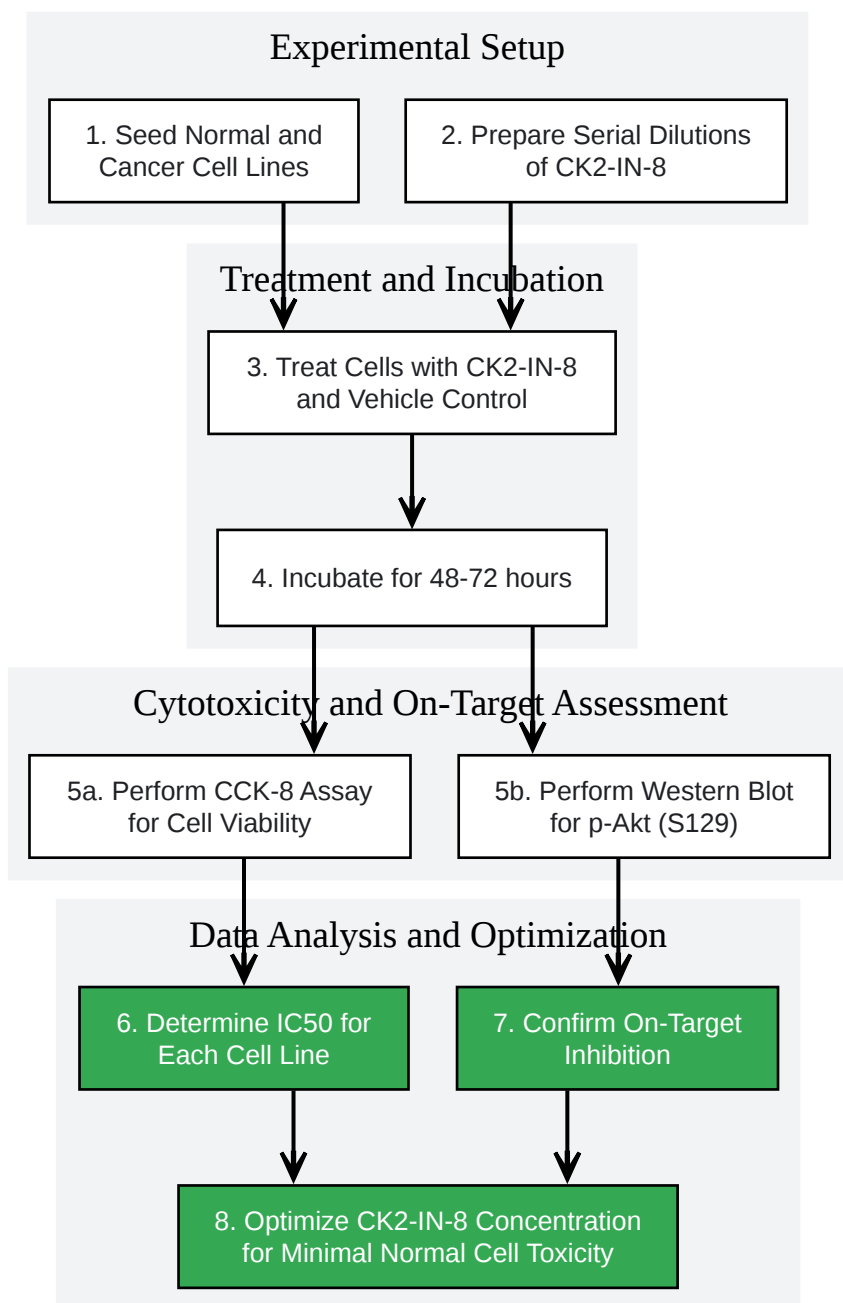 Experimental Setup
1. Seed Normal and
Cancer Cell Lines
2. Prepare Serial Dilutions
of CK2-IN-8
Treatment and Incubation
3. Treat Cells with CK2-IN-8
and Vehicle Control
4. Incubate for 48-72 hours
Cytotoxicity and On-Target Assessment
5a. Perform CCK-8 Assay
for Cell Viability
5b. Perform Western Blot
for p-Akt (S129)
Data Analysis and Optimization
6. Determine IC50 for
Each Cell Line
7. Confirm On-Target
Inhibition
8. Optimize CK2-IN-8 Concentration
for Minimal Normal Cell Toxicity